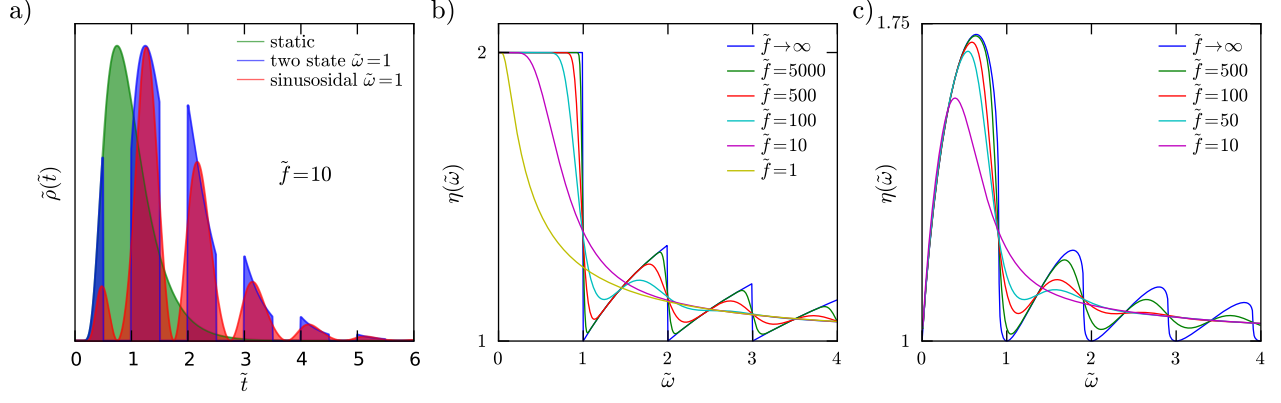 a)
static
two state ω̃=1
sinusosidal ω̃=1
f̃=10
ρ̃(t̃)
0 1 2 3 4 5 6
t̃
b)
2
1
η(ω̃)
f̃→∞
f̃=5000
f̃=500
f̃=100
f̃=10
f̃=1
0 1 2 3 4
ω̃
c)
1.75
1
η(ω̃)
f̃→∞
f̃=500
f̃=100
f̃=50
f̃=10
0 1 2 3 4
ω̃